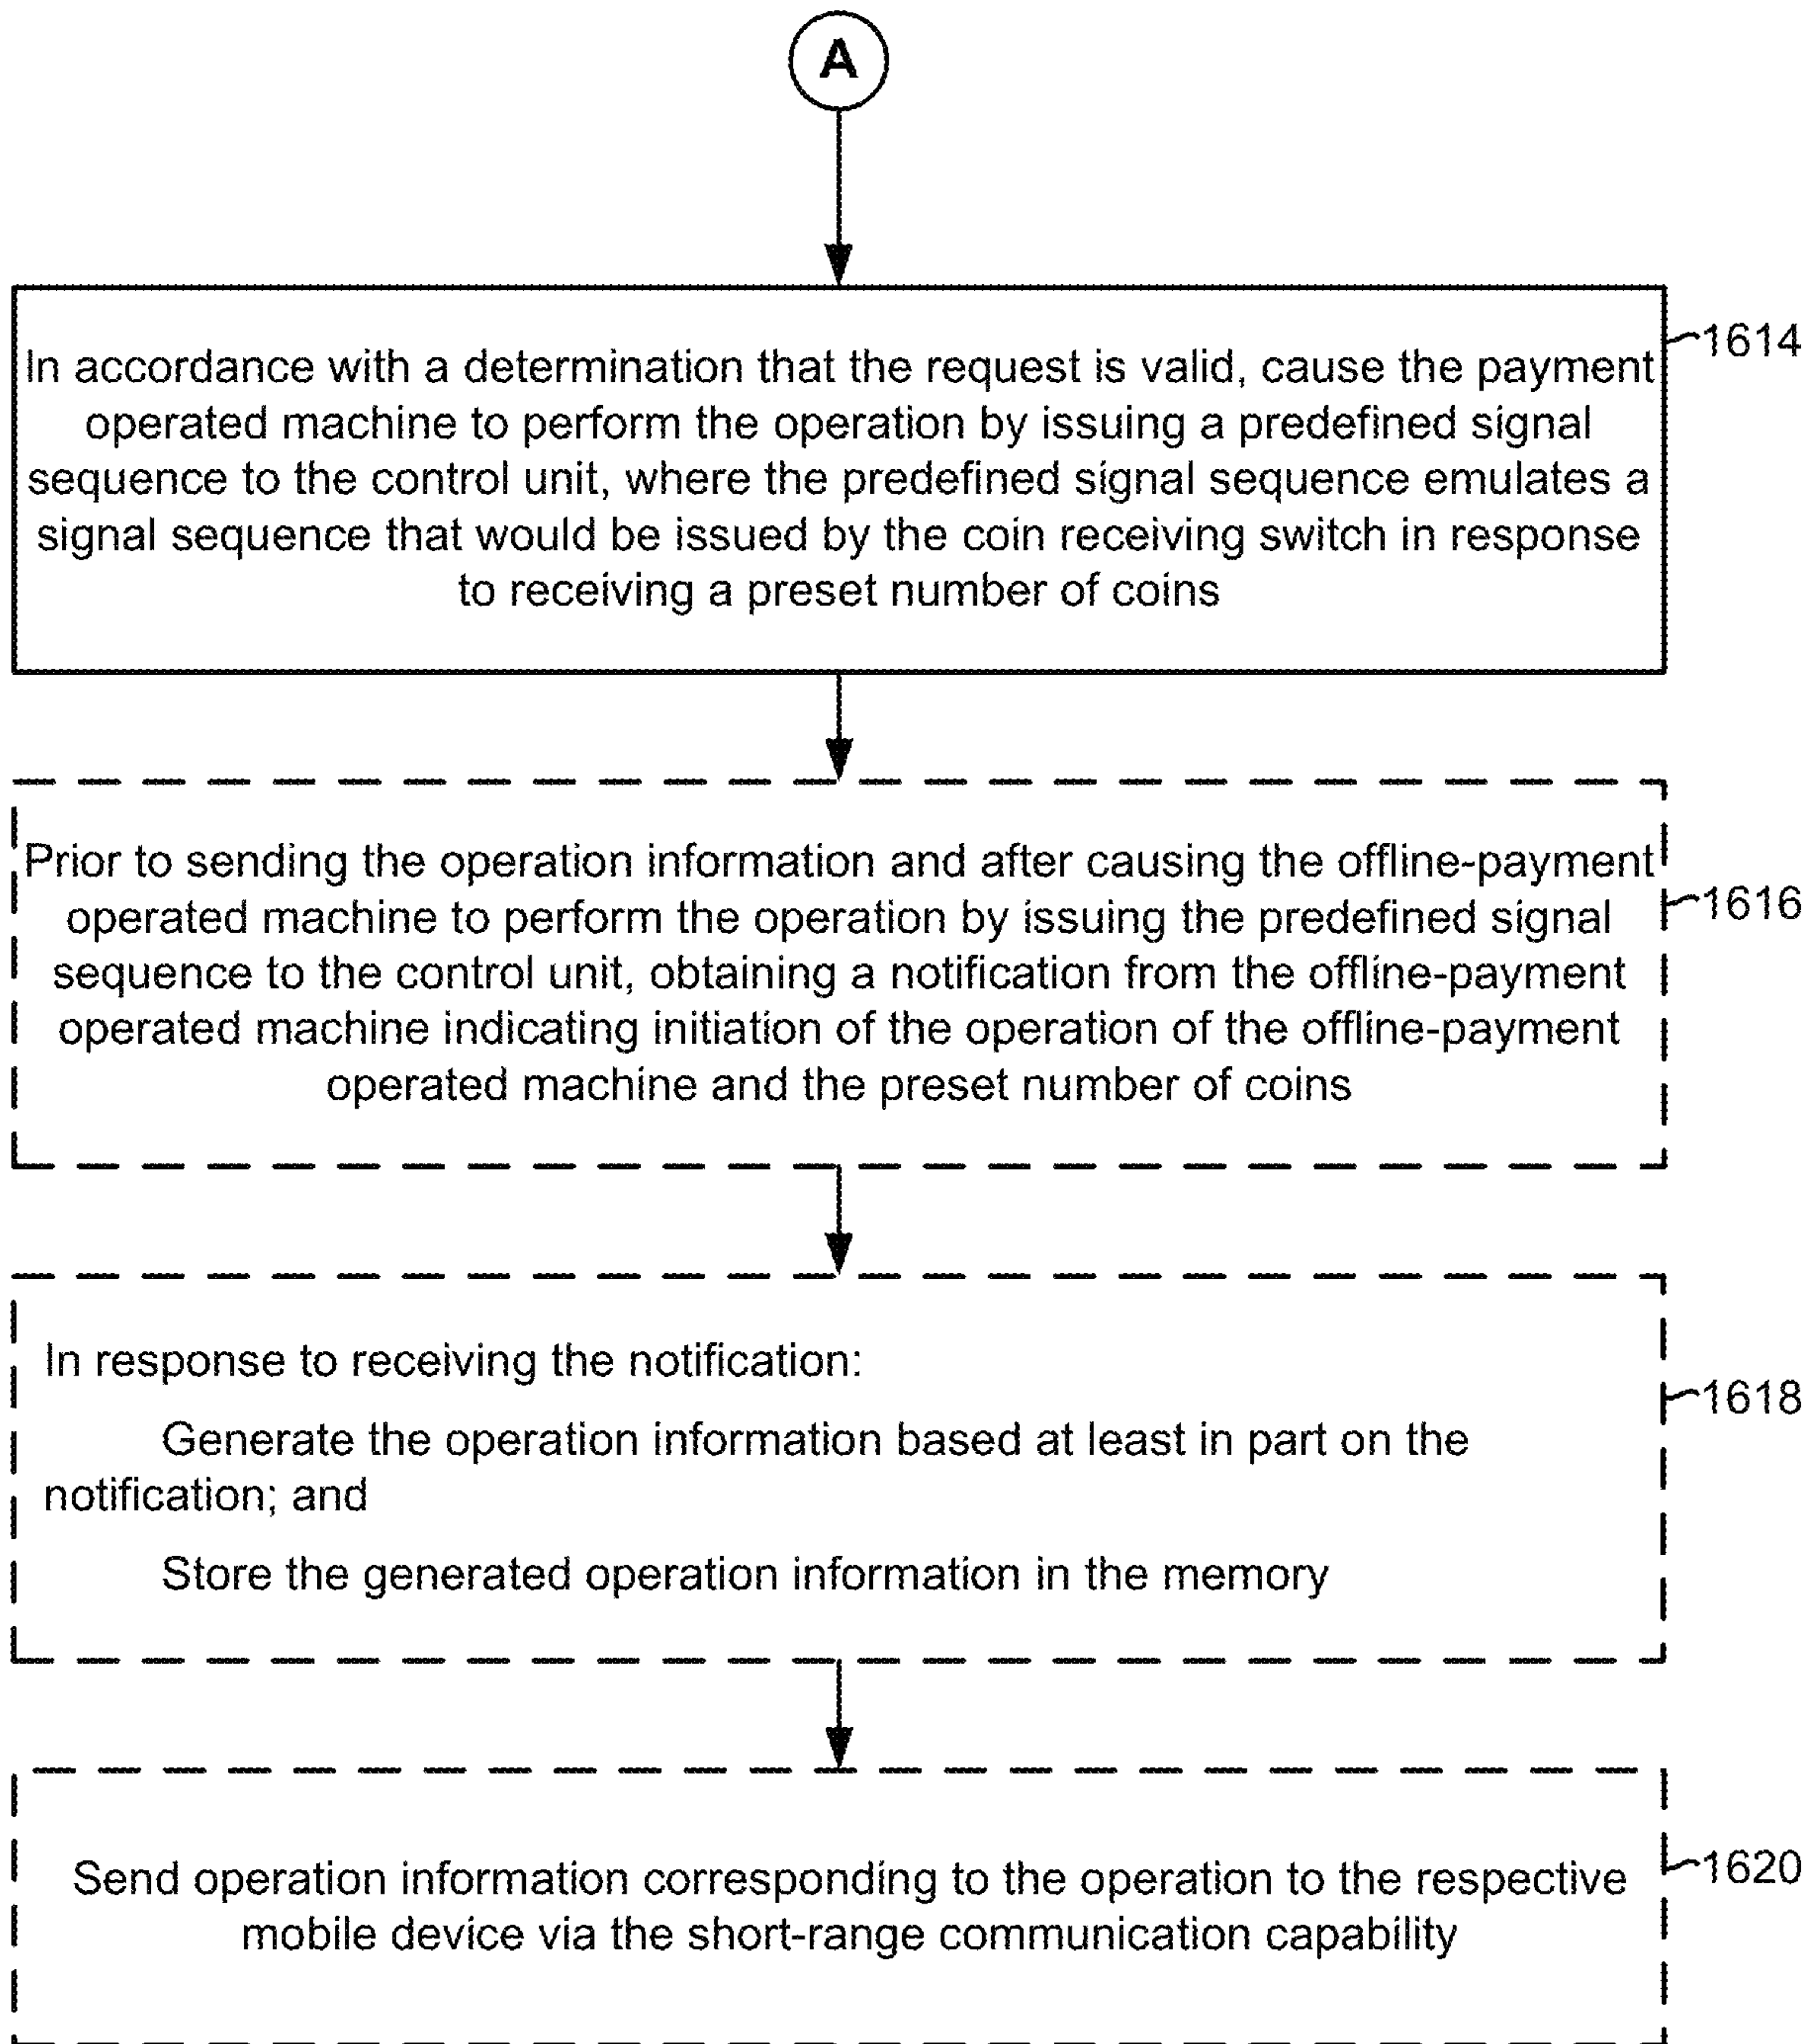 A
In accordance with a determination that the request is valid, cause the payment
operated machine to perform the operation by issuing a predefined signal
sequence to the control unit, where the predefined signal sequence emulates a
signal sequence that would be issued by the coin receiving switch in response
to receiving a preset number of coins
1614
Prior to sending the operation information and after causing the offline-payment
operated machine to perform the operation by issuing the predefined signal
sequence to the control unit, obtaining a notification from the offline-payment
operated machine indicating initiation of the operation of the offline-payment
operated machine and the preset number of coins
1616
In response to receiving the notification:
Generate the operation information based at least in part on the
notification; and
Store the generated operation information in the memory
1618
Send operation information corresponding to the operation to the respective
mobile device via the short-range communication capability
1620